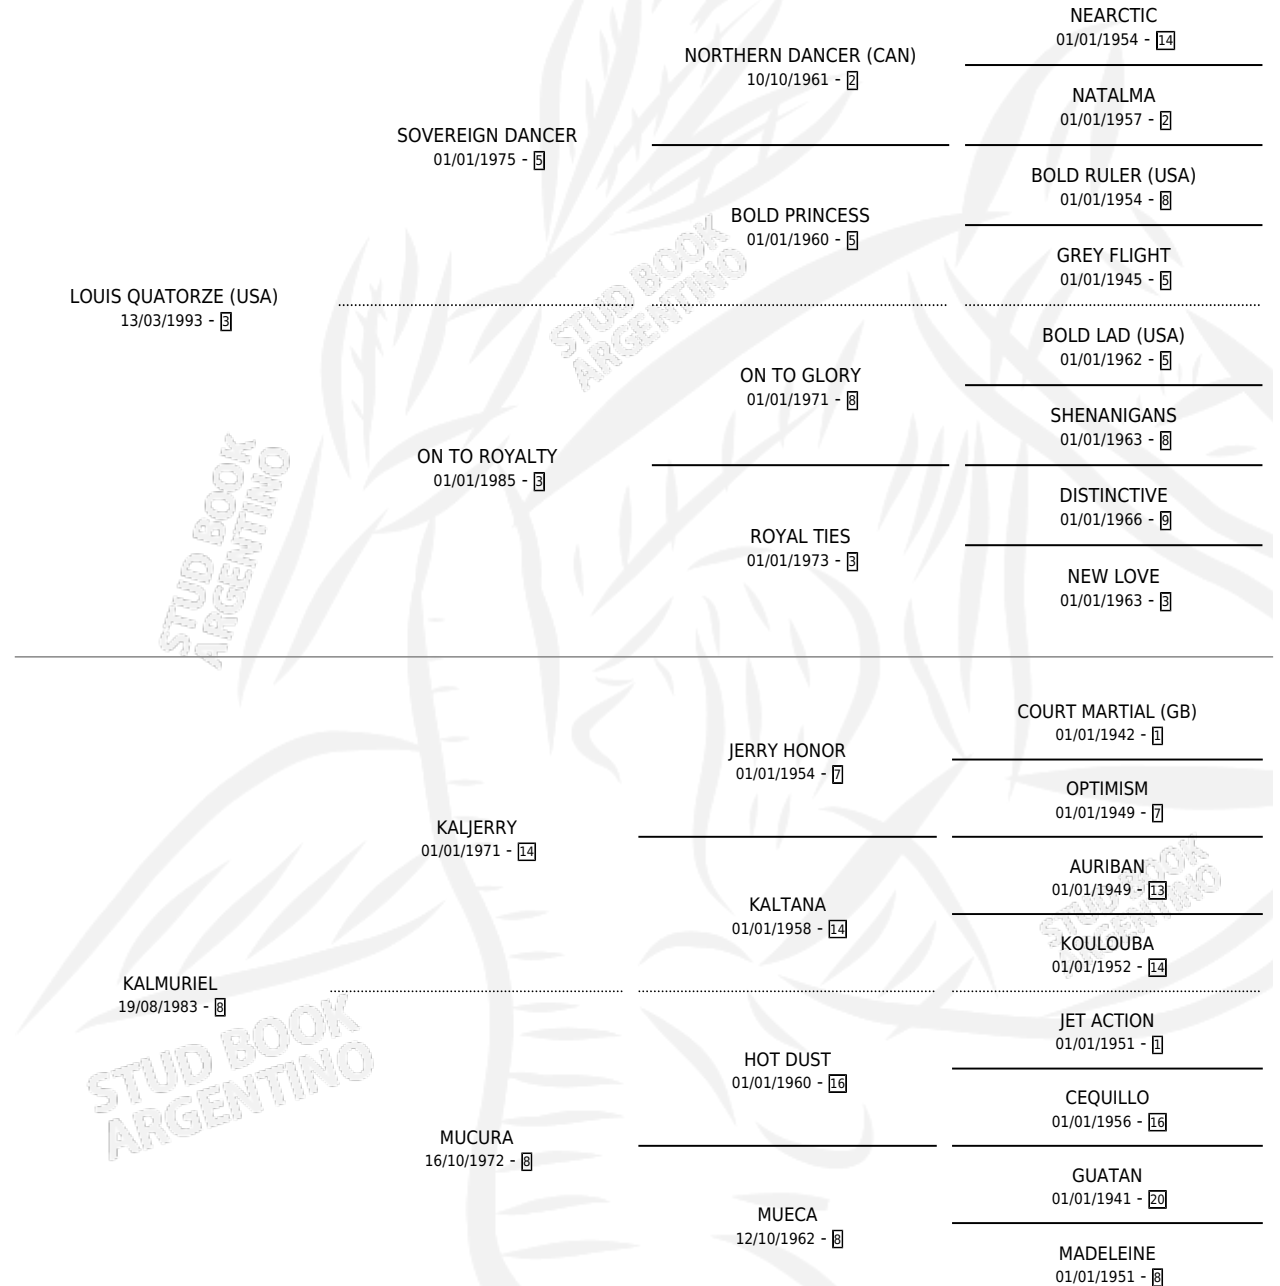 NEARCTIC
01/01/1954 - 14
NORTHERN DANCER (CAN)
10/10/1961 - 2
NATALMA
01/01/1957 - 2
SOVEREIGN DANCER
01/01/1975 - 5
BOLD RULER (USA)
01/01/1954 - 8
BOLD PRINCESS
01/01/1960 - 5
GREY FLIGHT
01/01/1945 - 5
LOUIS QUATORZE (USA)
13/03/1993 - 3
BOLD LAD (USA)
01/01/1962 - 5
ON TO GLORY
01/01/1971 - 8
SHENANIGANS
01/01/1963 - 8
ON TO ROYALTY
01/01/1985 - 3
DISTINCTIVE
01/01/1966 - 9
ROYAL TIES
01/01/1973 - 3
NEW LOVE
01/01/1963 - 3
COURT MARTIAL (GB)
01/01/1942 - 1
JERRY HONOR
01/01/1954 - 7
OPTIMISM
01/01/1949 - 7
KALJERRY
01/01/1971 - 14
AURIBAN
01/01/1949 - 13
KALTANA
01/01/1958 - 14
KOULOUBA
01/01/1952 - 14
KALMURIEL
19/08/1983 - 8
JET ACTION
01/01/1951 - 1
HOT DUST
01/01/1960 - 16
CEQUILLO
01/01/1956 - 16
MUCURA
16/10/1972 - 8
GUATAN
01/01/1941 - 20
MUECA
12/10/1962 - 8
MADELEINE
01/01/1951 - 8
STUD BOOK
ARGENTINO
STUD BOOK
ARGENTINO
STUD BOOK
ARGENTINO
STUD BOOK
ARGENTINO